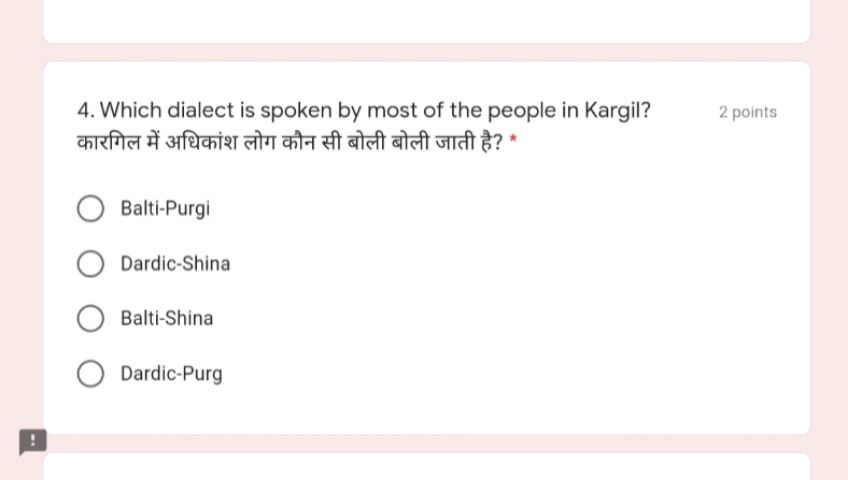 4. Which dialect is spoken by most of the people in Kargil?
2 points
कारगिल में अधिकांश लोग कौन सी बोली बोली जाती है? *
Balti-Purgi
Dardic-Shina
Balti-Shina
Dardic-Purg
!